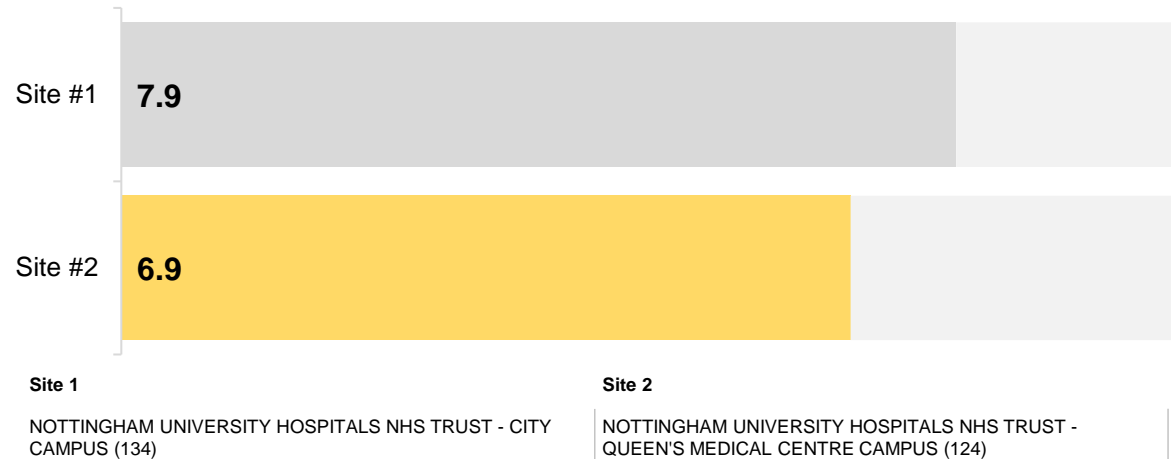 Site #1
7.9
Site #2
6.9
Site 1
NOTTINGHAM UNIVERSITY HOSPITALS NHS TRUST - CITY
CAMPUS (134)
Site 2
NOTTINGHAM UNIVERSITY HOSPITALS NHS TRUST -
QUEEN'S MEDICAL CENTRE CAMPUS (124)